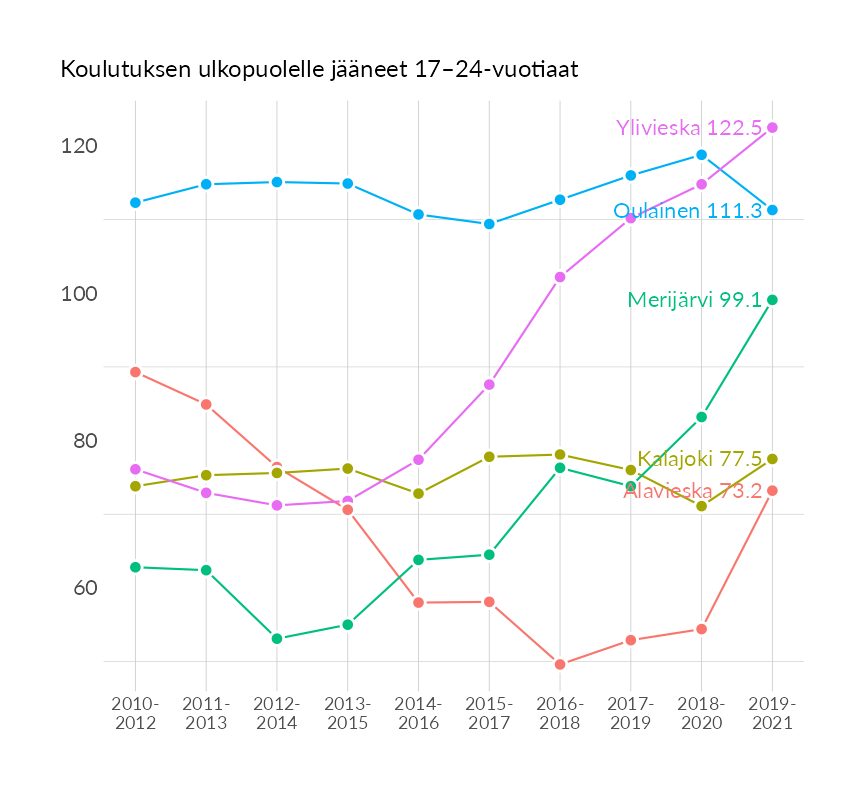 Koulutuksen ulkopuolelle jääneet 17–24-vuotiaat
120
100
80
60
Ylivieska 122.5
Oulainen 111.3
Merijärvi 99.1
Kalajoki 77.5
Alavieska 73.2
2010- 2011- 2012- 2013- 2014- 2015- 2016- 2017- 2018- 2019-
2012 2013 2014 2015 2016 2017 2018 2019 2020 2021